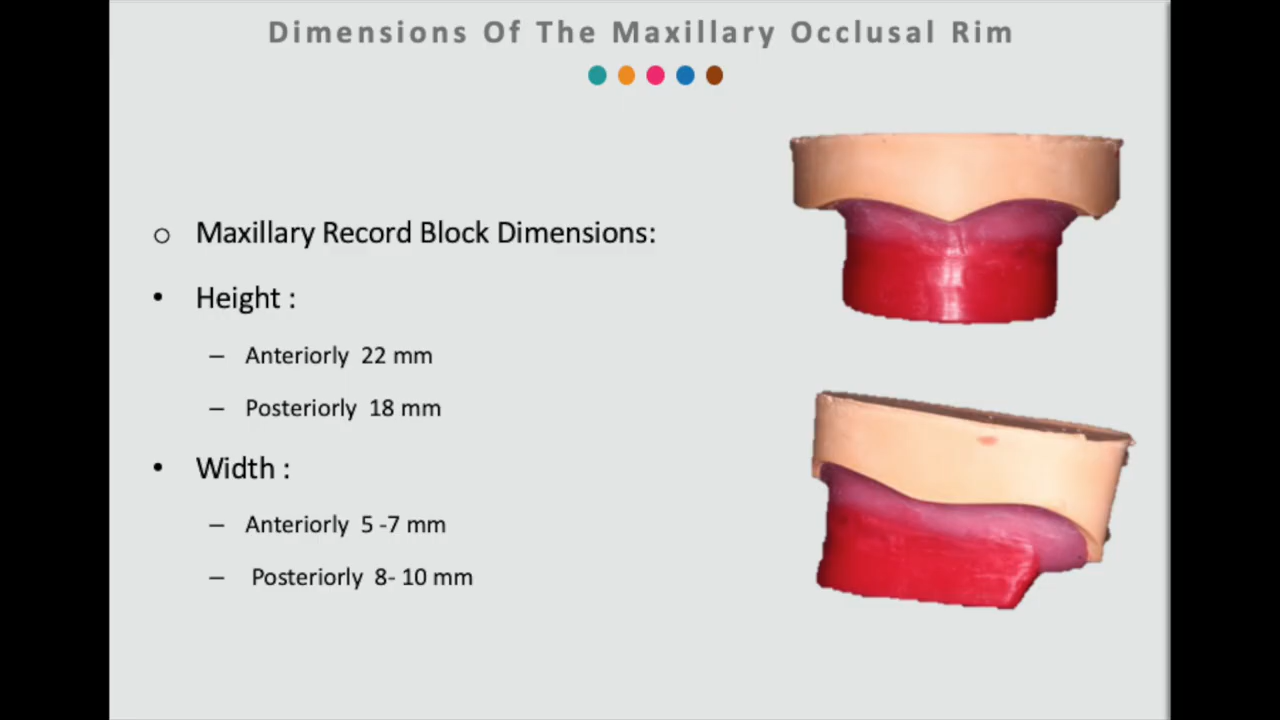 Dimensions Of The Maxillary Occlusal Rim
o Maxillary Record Block Dimensions:
• Height :
– Anteriorly 22 mm
– Posteriorly 18 mm
• Width :
– Anteriorly 5 -7 mm
– Posteriorly 8- 10 mm